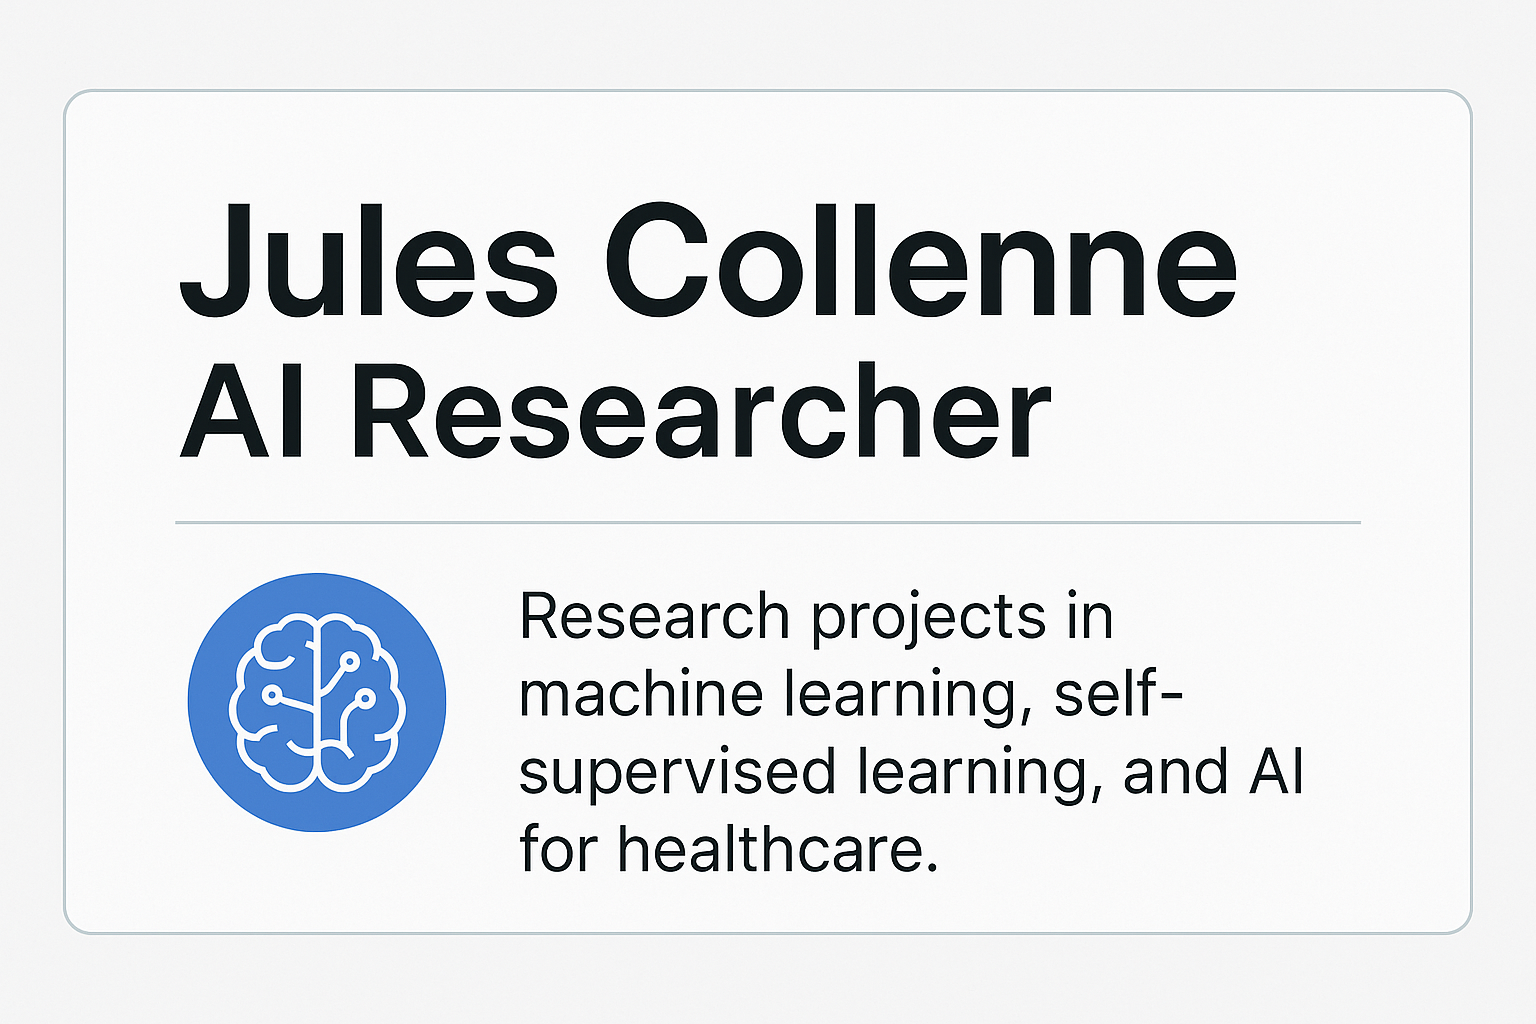 Jules Collenne
AI Researcher
Research projects in
machine learning, self-
supervised learning, and AI
for healthcare.